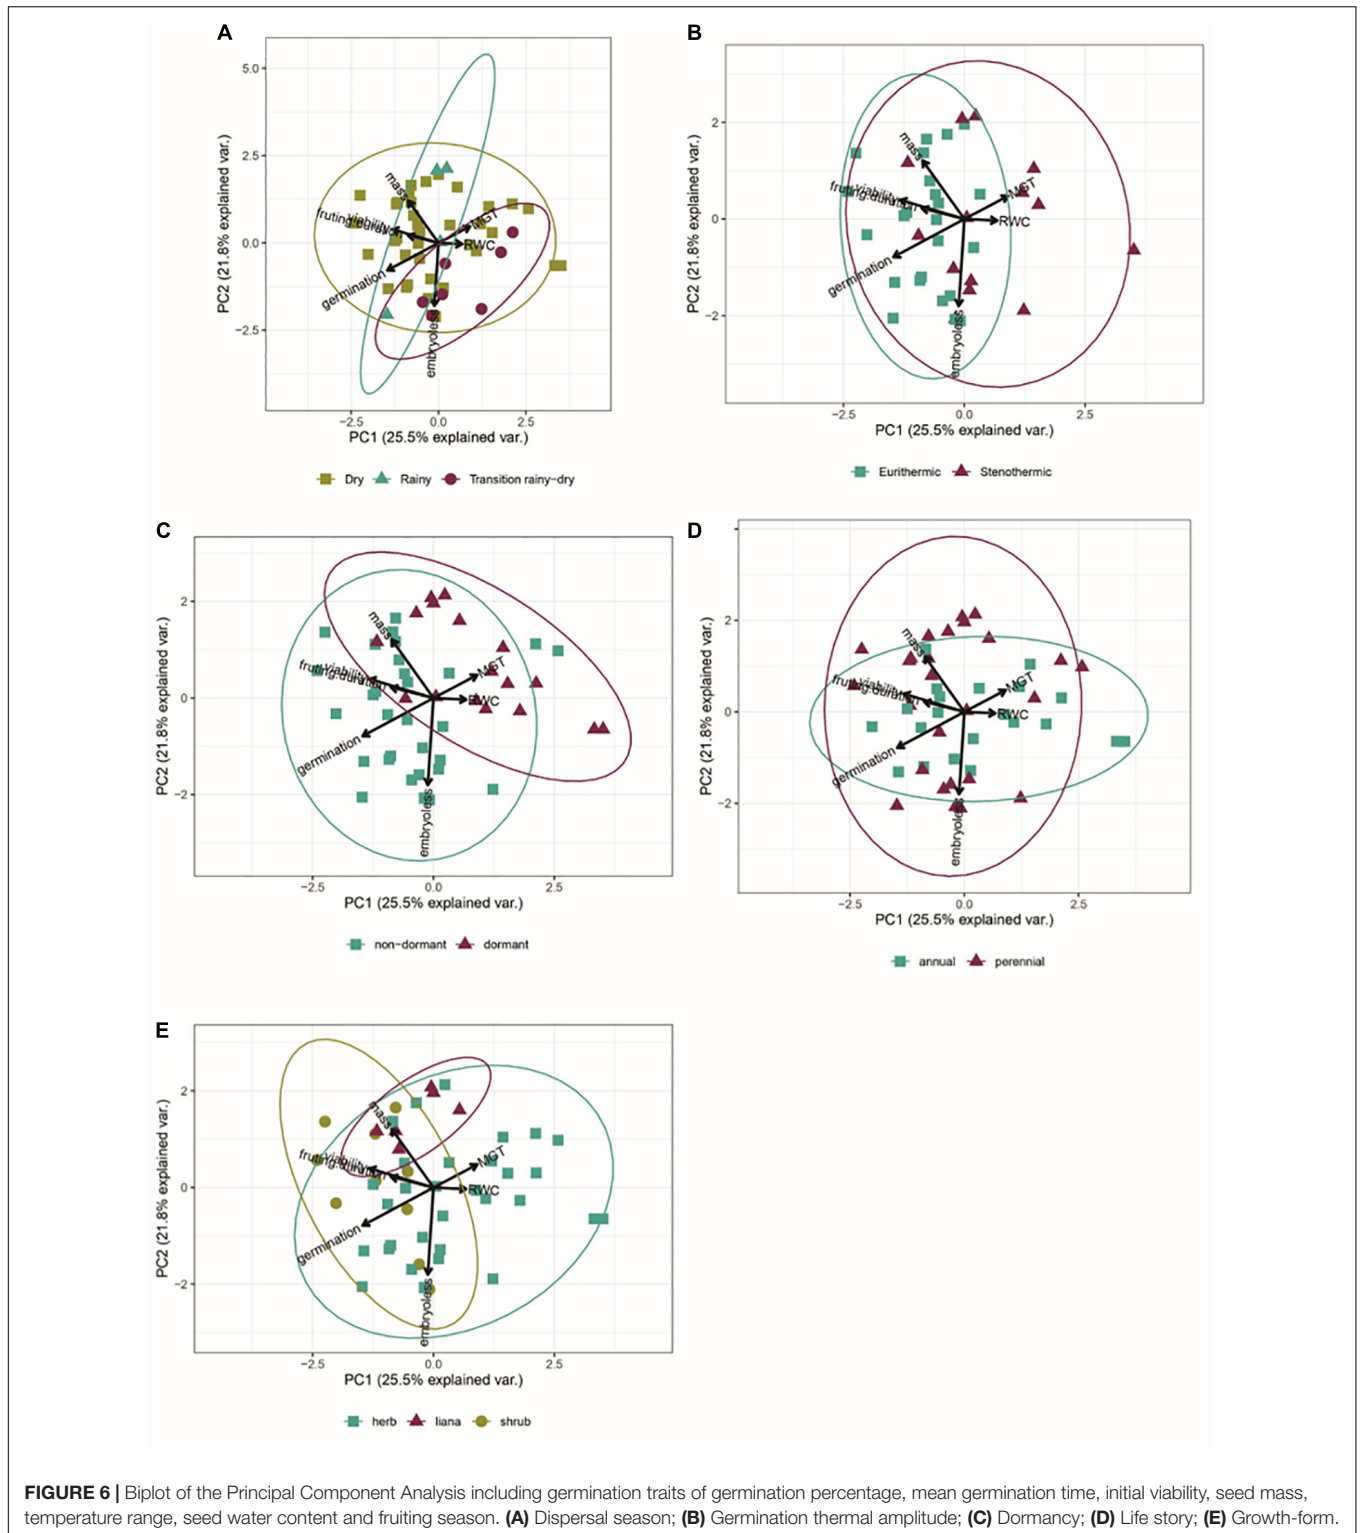 A
PC2 (21.8% explained var.)
5.0
2.5
0.0
−2.5
mass
viability
fruting.duration
germination
MGT
RWC
embryoless
−2.5
0.0
2.5
PC1 (25.5% explained var.)
Dry
Rainy
Transition rainy−dry
B
PC2 (21.8% explained var.)
2
0
−2
mass
viability
fruting.duration
germination
MGT
RWC
embryoless
−2.5
0.0
2.5
PC1 (25.5% explained var.)
Eurithermic
Stenothermic
C
PC2 (21.8% explained var.)
2
0
−2
mass
viability
fruting.duration
germination
MGT
RWC
embryoless
−2.5
0.0
2.5
PC1 (25.5% explained var.)
non−dormant
dormant
D
PC2 (21.8% explained var.)
2
0
−2
mass
viability
fruting.duration
germination
MGT
RWC
embryoless
−2.5
0.0
2.5
PC1 (25.5% explained var.)
annual
perennial
E
PC2 (21.8% explained var.)
2
0
−2
mass
viability
fruting.duration
germination
MGT
RWC
embryoless
−2.5
0.0
2.5
PC1 (25.5% explained var.)
herb
liana
shrub
FIGURE 6 | Biplot of the Principal Component Analysis including germination traits of germination percentage, mean germination time, initial viability, seed mass,
temperature range, seed water content and fruiting season. (A) Dispersal season; (B) Germination thermal amplitude; (C) Dormancy; (D) Life story; (E) Growth-form.